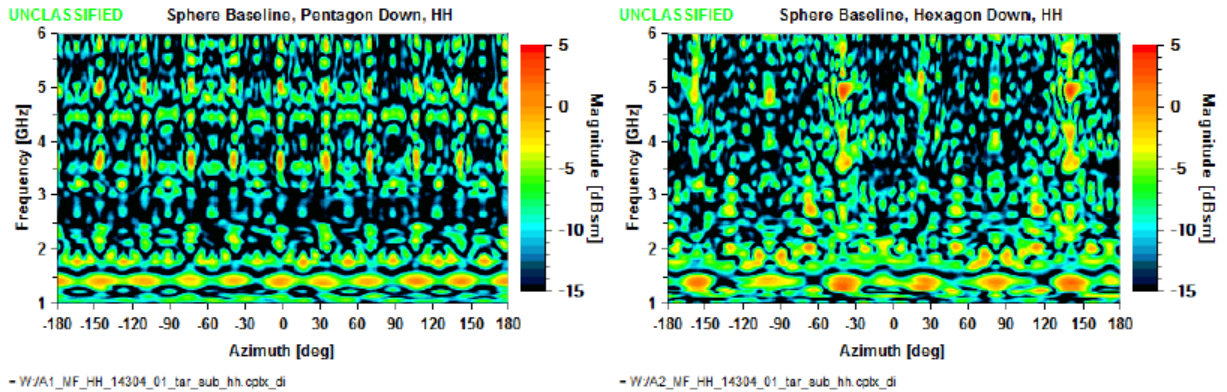 UNCLASSIFIED Sphere Baseline, Pentagon Down, HH
6
5
4
3
2
1
Frequency [GHz]
-180 -150 -120 -90 -60 -30 0 30 60 90 120 150 180
Azimuth [deg]
5
0
-5
-10
-15
Magnitude [dBsm]
- W:/A1_MF_HH_14304_01_tar_sub_hh.cplx_di
UNCLASSIFIED Sphere Baseline, Hexagon Down, HH
6
5
4
3
2
1
Frequency [GHz]
-180 -150 -120 -90 -60 -30 0 30 60 90 120 150 180
Azimuth [deg]
5
0
-5
-10
-15
Magnitude [dBsm]
- W:/A2_MF_HH_14304_01_tar_sub_hh.cplx_di